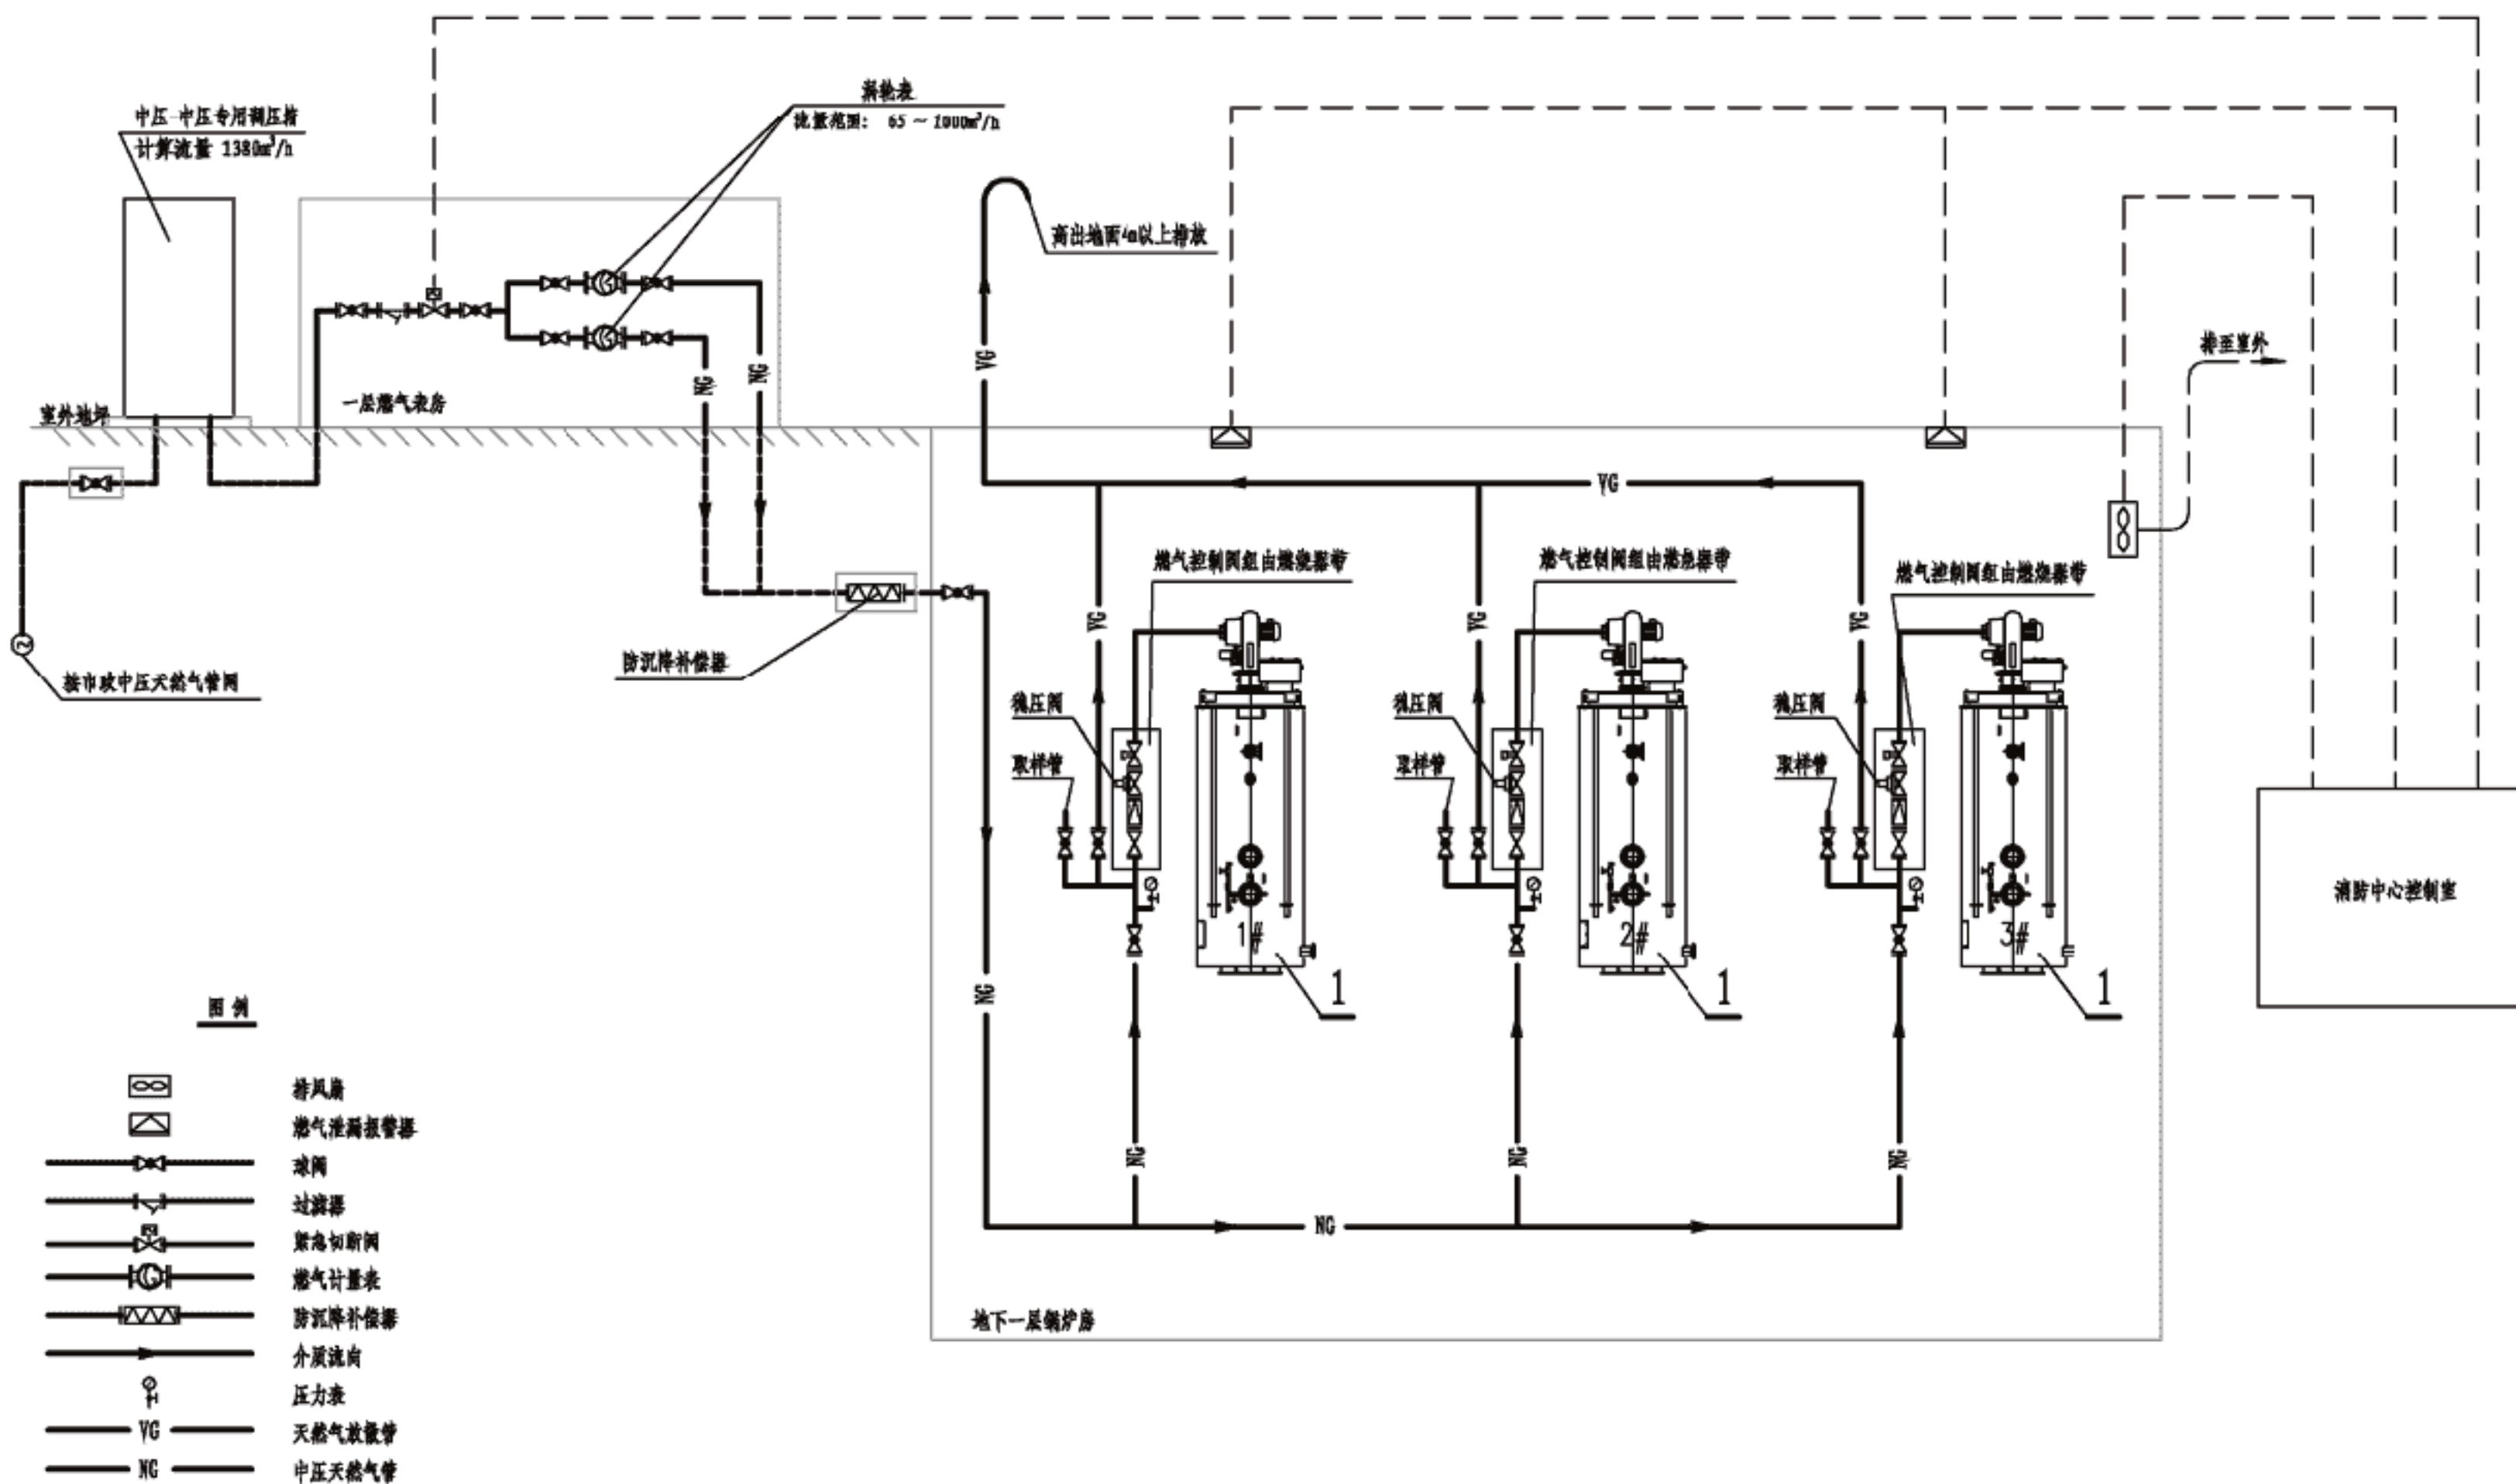 中压-中压专用调压箱
计算流量 1380m³/h
涡轮表
流量范围: 65～1000m³/h
高出地面4m以上排放
排至室外
室外地坪
一层燃气表房
NG
NG
VG
VG
接市政中压天然气管网
防沉降补偿器
燃气控制阀组由燃烧器带
燃气控制阀组由燃烧器带
燃气控制阀组由燃烧器带
VG
VG
VG
稳压阀
稳压阀
稳压阀
取样管
取样管
取样管
1#
2#
3#
1
1
1
消防中心控制室
NG
NG
NG
NG
NG
地下一层锅炉房
图 例
排风扇
燃气泄漏报警器
球阀
过滤器
紧急切断阀
燃气计量表
防沉降补偿器
介质流向
压力表
VG 天然气放散管
NG 中压天然气管